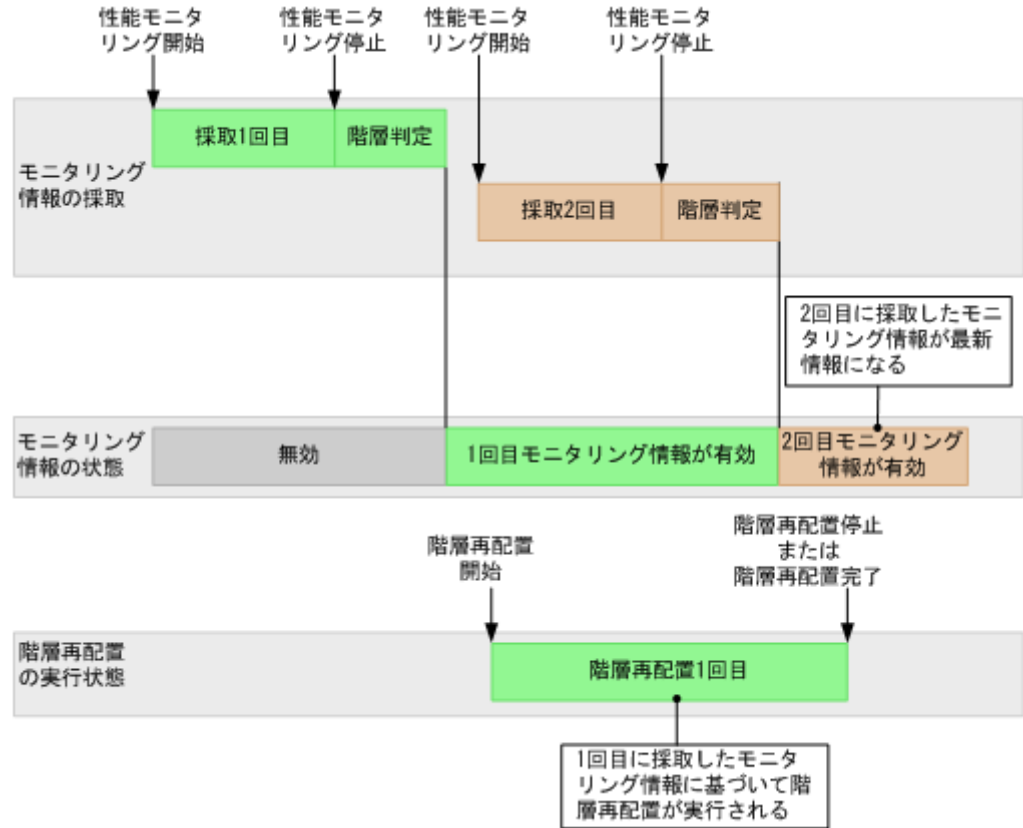 性能モニタ
リング開始
性能モニタ
リング停止
性能モニタ
リング開始
性能モニタ
リング停止
モニタリング
情報の採取
採取1回目
階層判定
採取2回目
階層判定
2回目に採取したモニ
タリング情報が最新
情報になる
モニタリング
情報の状態
無効
1回目モニタリング情報が有効
2回目モニタリング
情報が有効
階層再配置
開始
階層再配置停止
または
階層再配置完了
階層再配置
の実行状態
階層再配置1回目
1回目に採取したモニタ
リング情報に基づいて階
層再配置が実行される